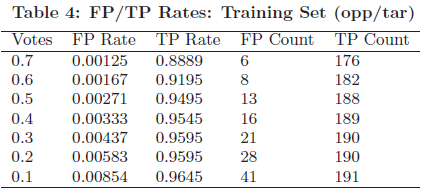 Table 4: FP/TP Rates: Training Set (opp/tar)
Votes FP Rate TP Rate FP Count TP Count
0.7 0.00125 0.8889 6 176
0.6 0.00167 0.9195 8 182
0.5 0.00271 0.9495 13 188
0.4 0.00333 0.9545 16 189
0.3 0.00437 0.9595 21 190
0.2 0.00583 0.9595 28 190
0.1 0.00854 0.9645 41 191